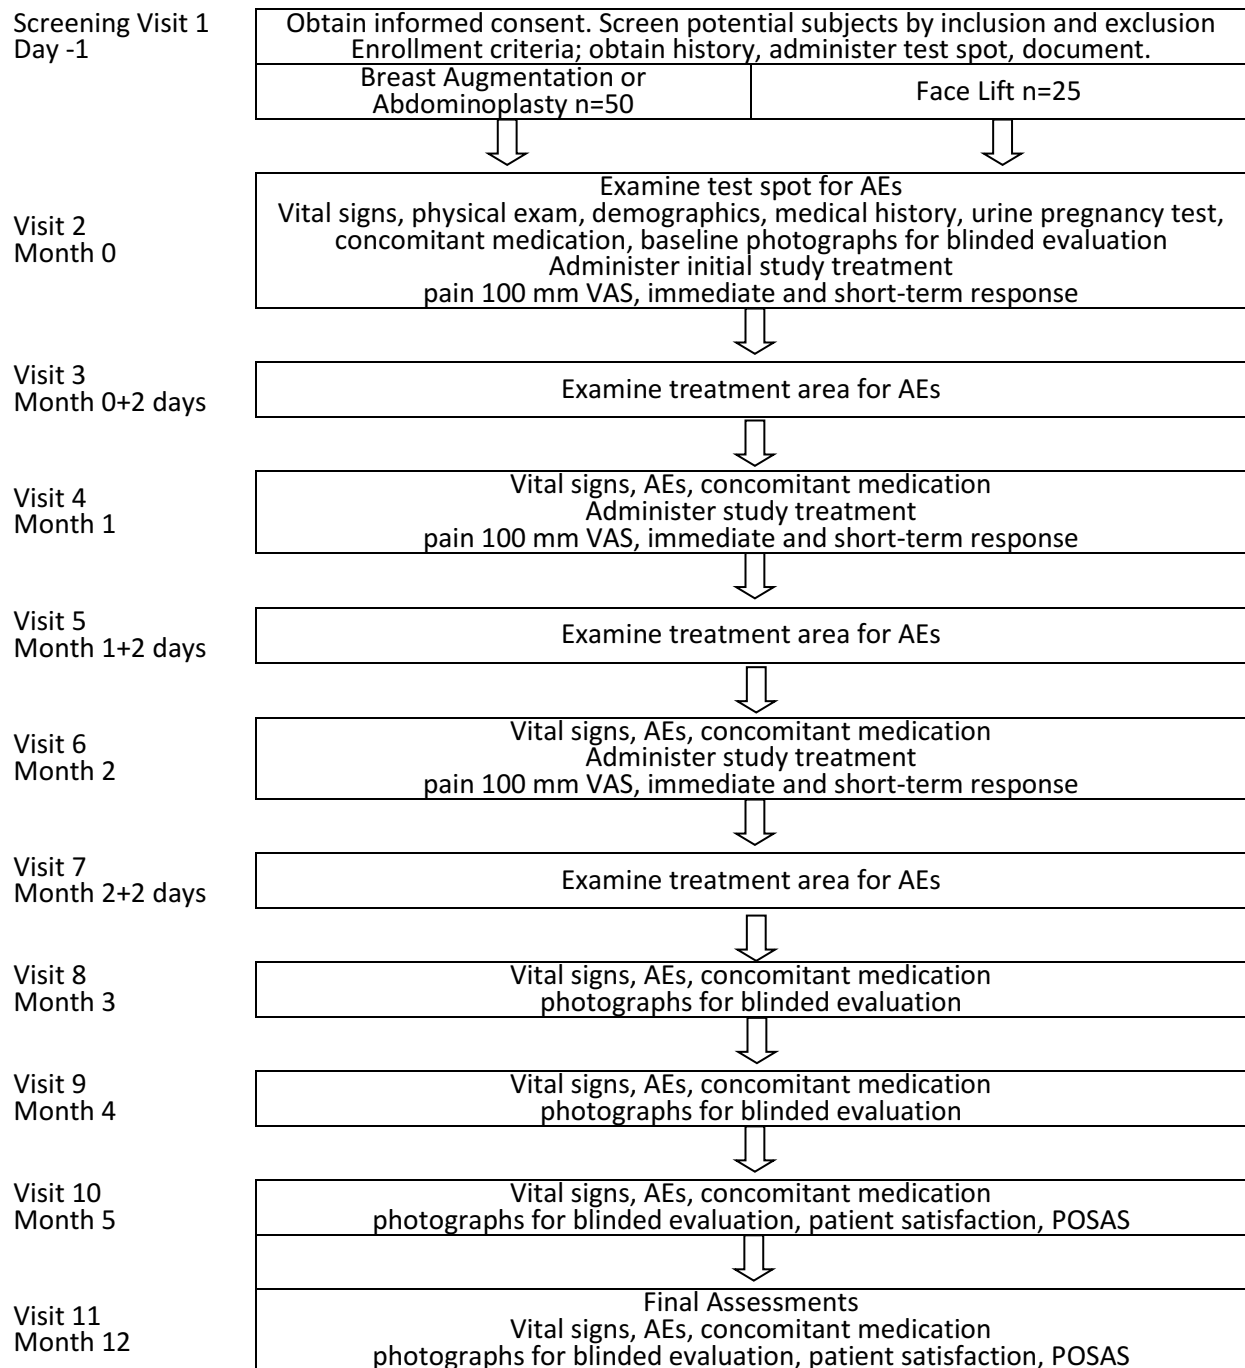 Screening Visit 1
Day -1
Obtain informed consent. Screen potential subjects by inclusion and exclusion
Enrollment criteria; obtain history, administer test spot, document.
Breast Augmentation or
Abdominoplasty n=50
Face Lift n=25
Visit 2
Month 0
Examine test spot for AEs
Vital signs, physical exam, demographics, medical history, urine pregnancy test,
concomitant medication, baseline photographs for blinded evaluation
Administer initial study treatment
pain 100 mm VAS, immediate and short-term response
Visit 3
Month 0+2 days
Examine treatment area for AEs
Visit 4
Month 1
Vital signs, AEs, concomitant medication
Administer study treatment
pain 100 mm VAS, immediate and short-term response
Visit 5
Month 1+2 days
Examine treatment area for AEs
Visit 6
Month 2
Vital signs, AEs, concomitant medication
Administer study treatment
pain 100 mm VAS, immediate and short-term response
Visit 7
Month 2+2 days
Examine treatment area for AEs
Visit 8
Month 3
Vital signs, AEs, concomitant medication
photographs for blinded evaluation
Visit 9
Month 4
Vital signs, AEs, concomitant medication
photographs for blinded evaluation
Visit 10
Month 5
Vital signs, AEs, concomitant medication
photographs for blinded evaluation, patient satisfaction, POSAS
Visit 11
Month 12
Final Assessments
Vital signs, AEs, concomitant medication
photographs for blinded evaluation, patient satisfaction, POSAS